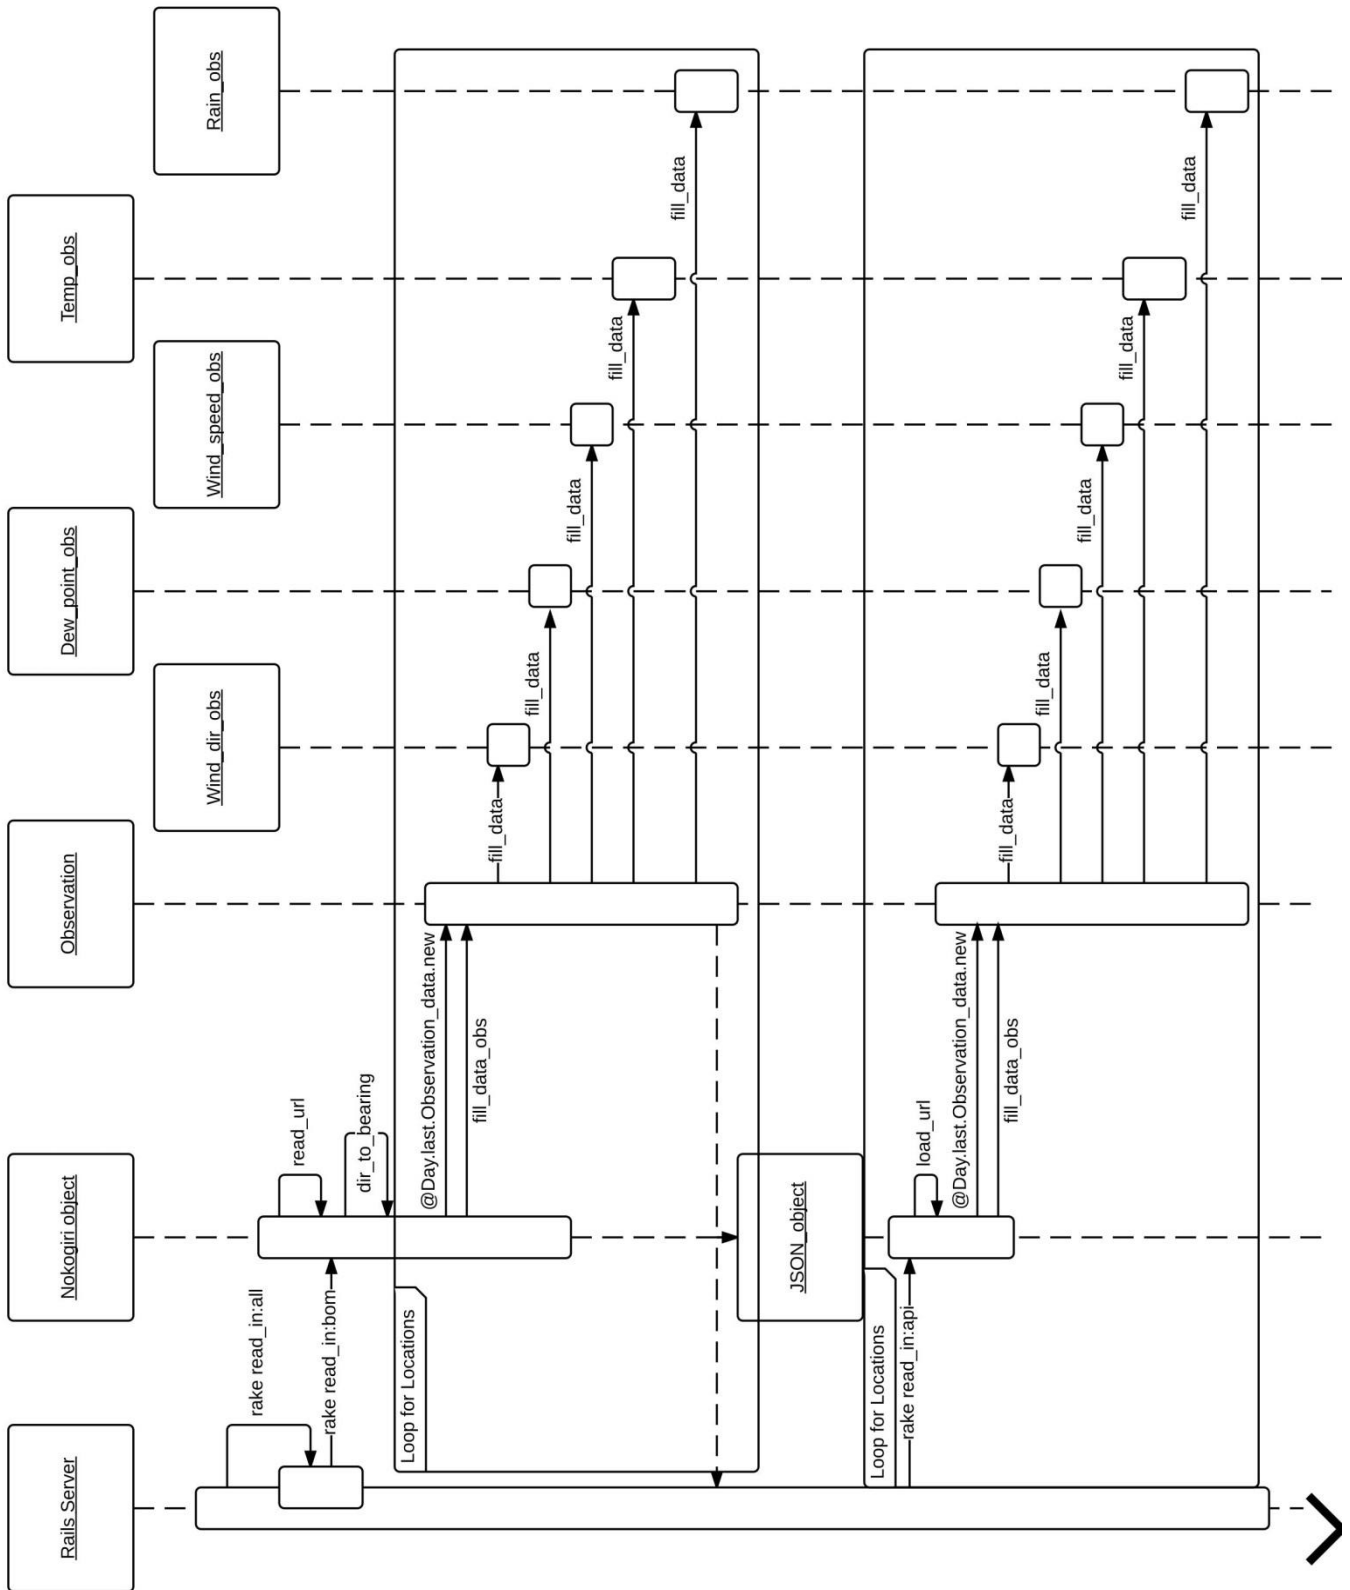 Rails Server
Nokogiri object
Observation
Wind_dir_obs
Dew_point_obs
Wind_speed_obs
Temp_obs
Rain_obs
rake read_in:all
read_url
rake read_in:bom
dir_to_bearing
Loop for Locations
@Day.last.Observation_data.new
fill_data_obs
fill_data
fill_data
fill_data
fill_data
fill_data
JSON_object
Loop for Locations
rake read_in:api
load_url
@Day.last.Observation_data.new
fill_data_obs
fill_data
fill_data
fill_data
fill_data
fill_data